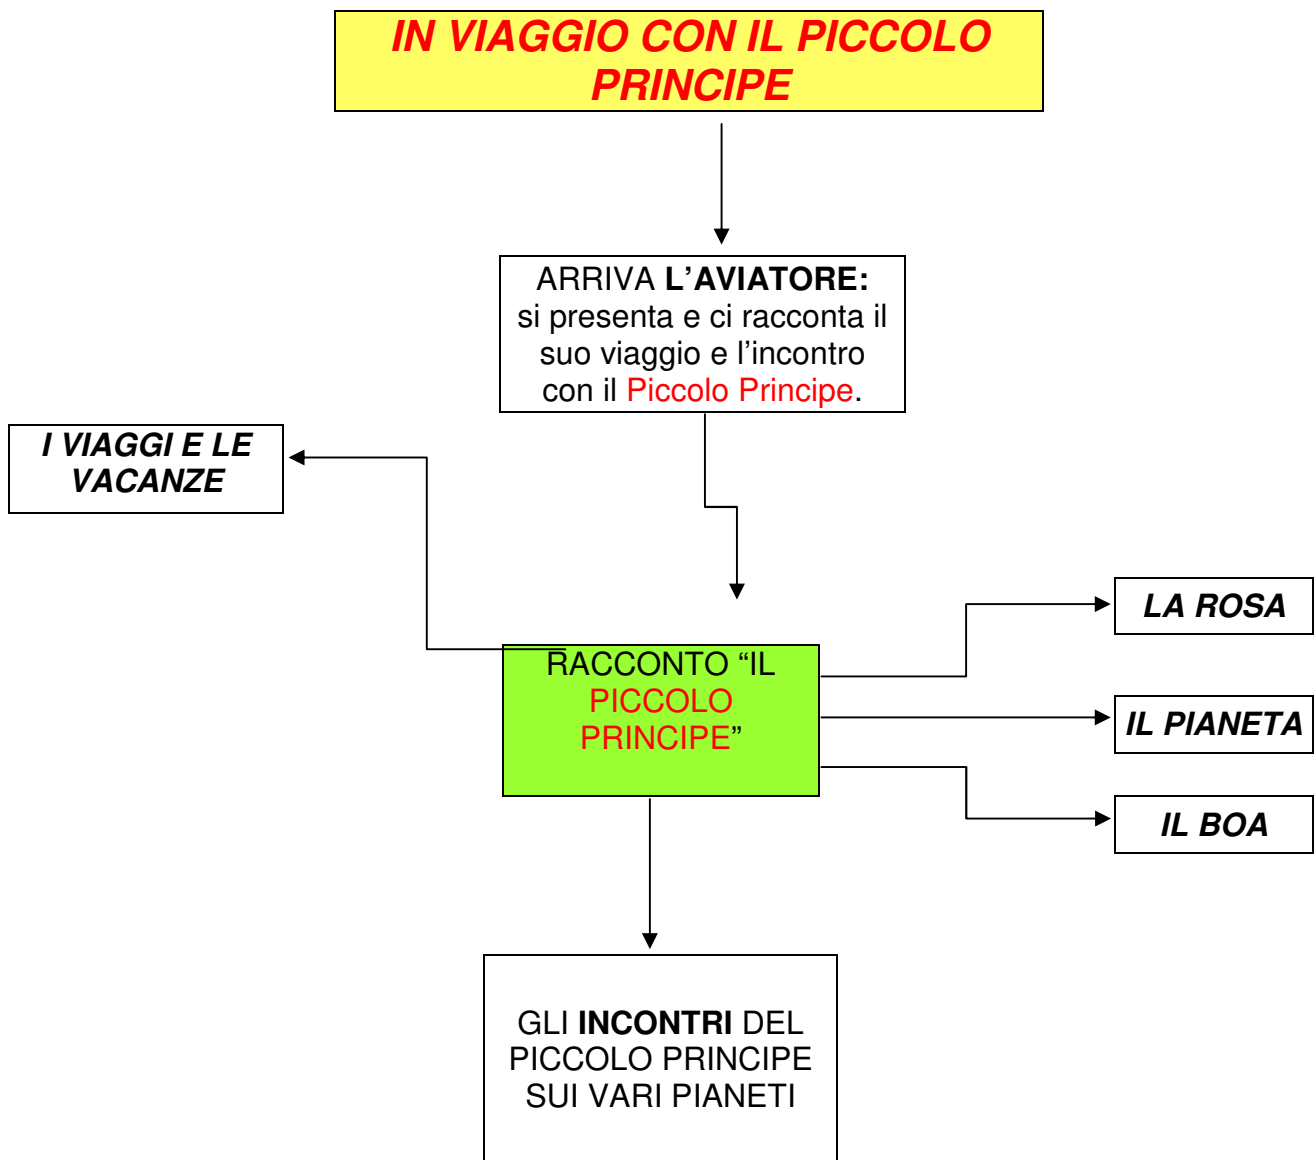 IN VIAGGIO CON IL PICCOLO
PRINCIPE
ARRIVA L'AVIATORE:
si presenta e ci racconta il
suo viaggio e l'incontro
con il Piccolo Principe.
I VIAGGI E LE
VACANZE
LA ROSA
RACCONTO “IL
PICCOLO
PRINCIPE”
IL PIANETA
IL BOA
GLI INCONTRI DEL
PICCOLO PRINCIPE
SUI VARI PIANETI